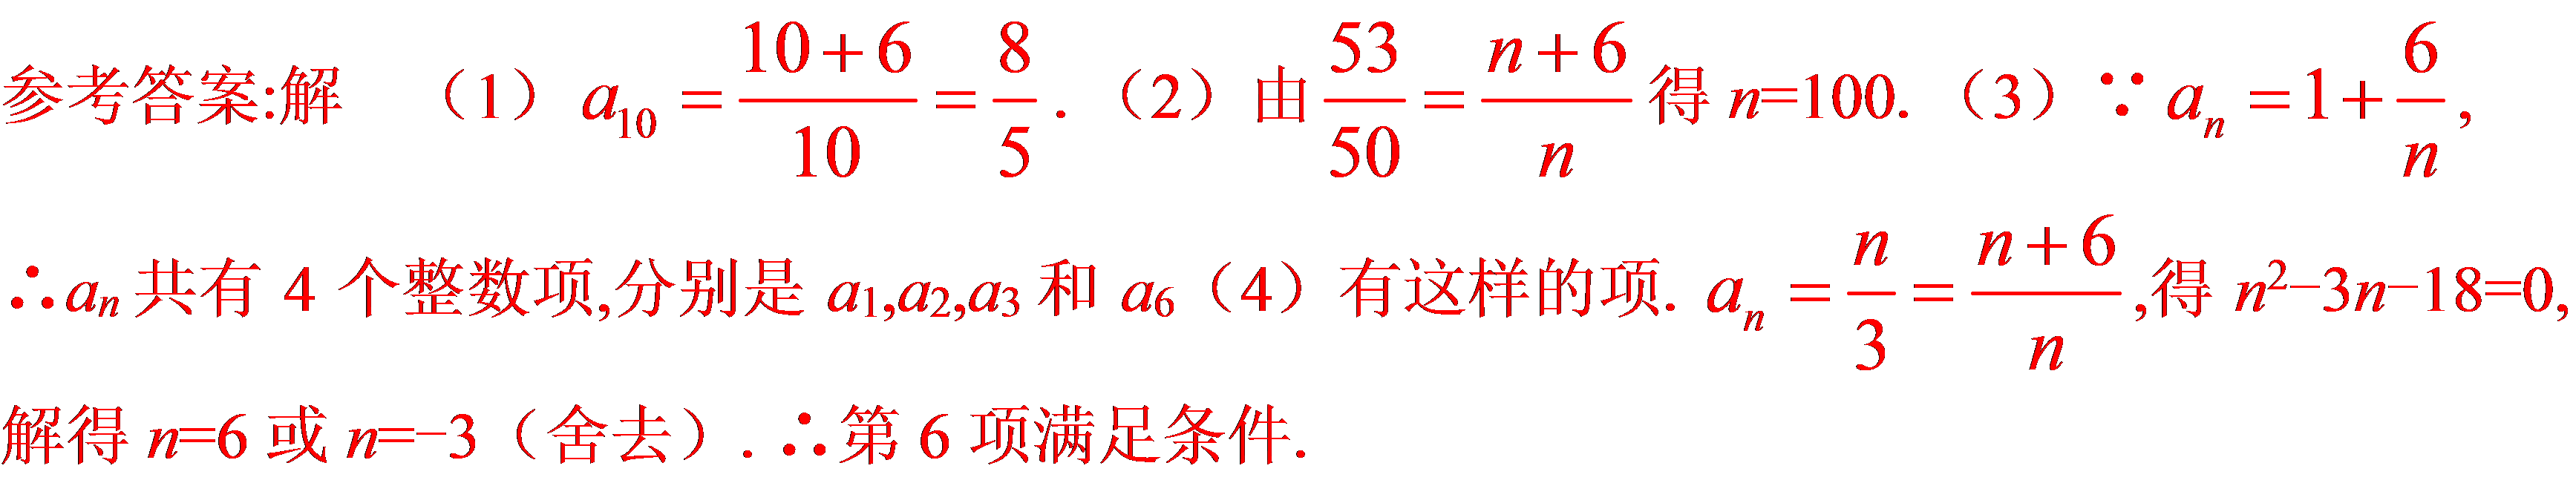 参考答案:解 （1） a₁₀ = (10+6)/10 = 8/5 . （2）由 53/50 = (n+6)/n 得 n=100. （3）∵ aₙ = 1 + 6/n ,
∴aₙ 共有 4 个整数项,分别是 a₁,a₂,a₃ 和 a₆（4）有这样的项. aₙ = n/3 = (n+6)/n ,得 n²−3n−18=0,
解得 n=6 或 n=−3（舍去）. ∴第 6 项满足条件.